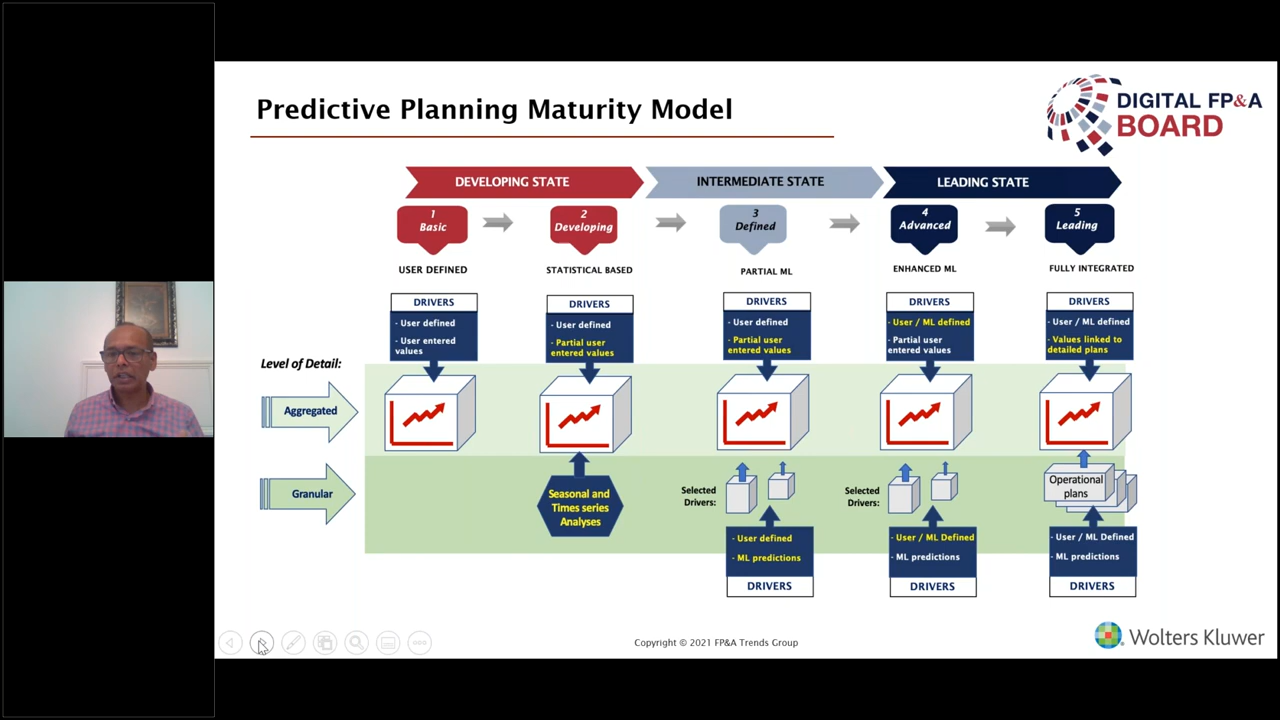 Predictive Planning Maturity Model
DIGITAL FP&A
BOARD
DEVELOPING STATE
INTERMEDIATE STATE
LEADING STATE
1
Basic
2
Developing
3
Defined
4
Advanced
5
Leading
USER DEFINED
STATISTICAL BASED
PARTIAL ML
ENHANCED ML
FULLY INTEGRATED
DRIVERS
- User defined
- User entered
values
DRIVERS
- User defined
- Partial user
entered values
DRIVERS
- User defined
- Partial user
entered values
DRIVERS
- User / ML defined
- Partial user
entered values
DRIVERS
- User / ML defined
- Values linked to
detailed plans
Level of Detail:
Aggregated
Granular
Seasonal and
Times series
Analyses
Selected
Drivers:
- User defined
- ML predictions
DRIVERS
Selected
Drivers:
- User / ML Defined
- ML predictions
DRIVERS
Operational
plans
- User / ML Defined
- ML predictions
DRIVERS
Copyright © 2021 FP&A Trends Group
Wolters Kluwer